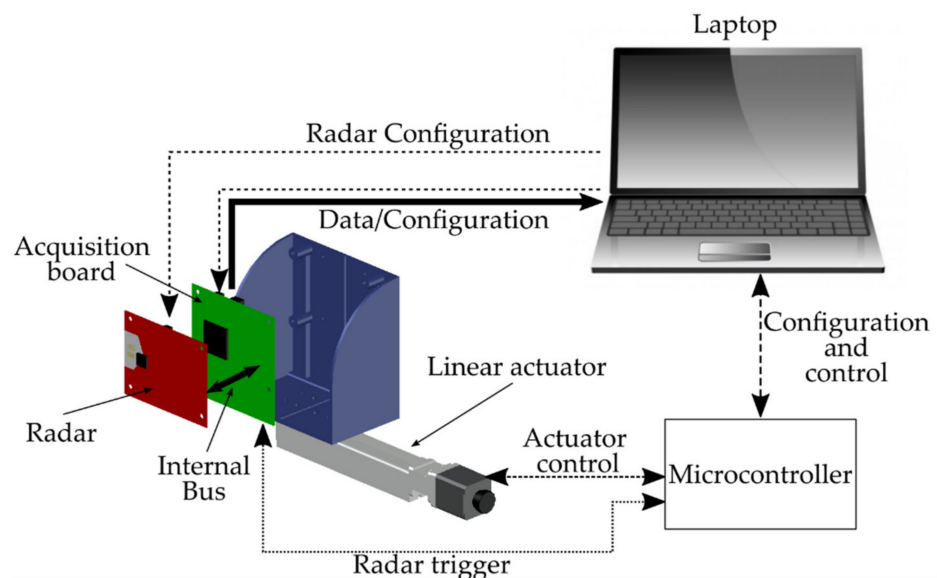 Laptop
Radar Configuration
Data/Configuration
Acquisition
board
Configuration
and
control
Linear actuator
Radar
Internal
Bus
Actuator
control
Microcontroller
Radar trigger